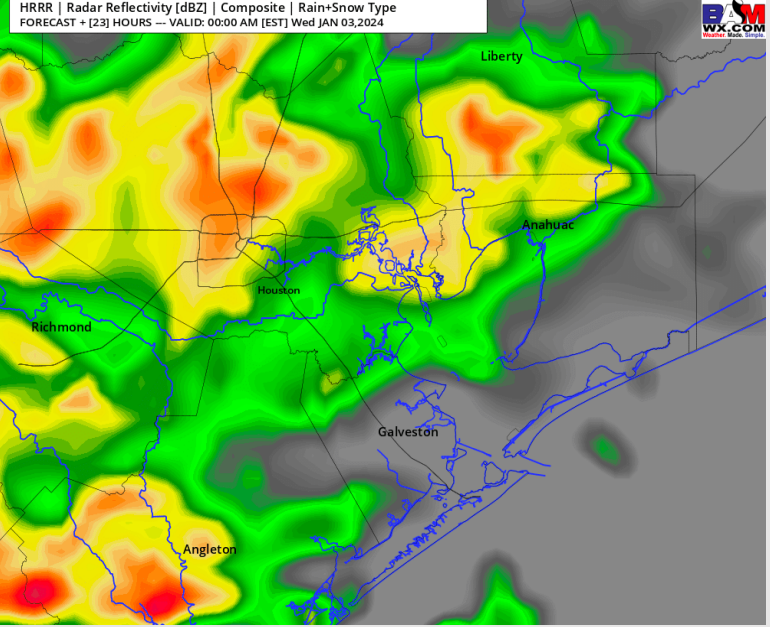 HRRR | Radar Reflectivity [dBZ] | Composite | Rain+Snow Type
FORECAST + [23] HOURS --- VALID: 00:00 AM [EST] Wed JAN 03,2024
BAM
WX.COM
Weather. Made. Simple.
Liberty
Anahuac
Houston
Richmond
Galveston
Angleton